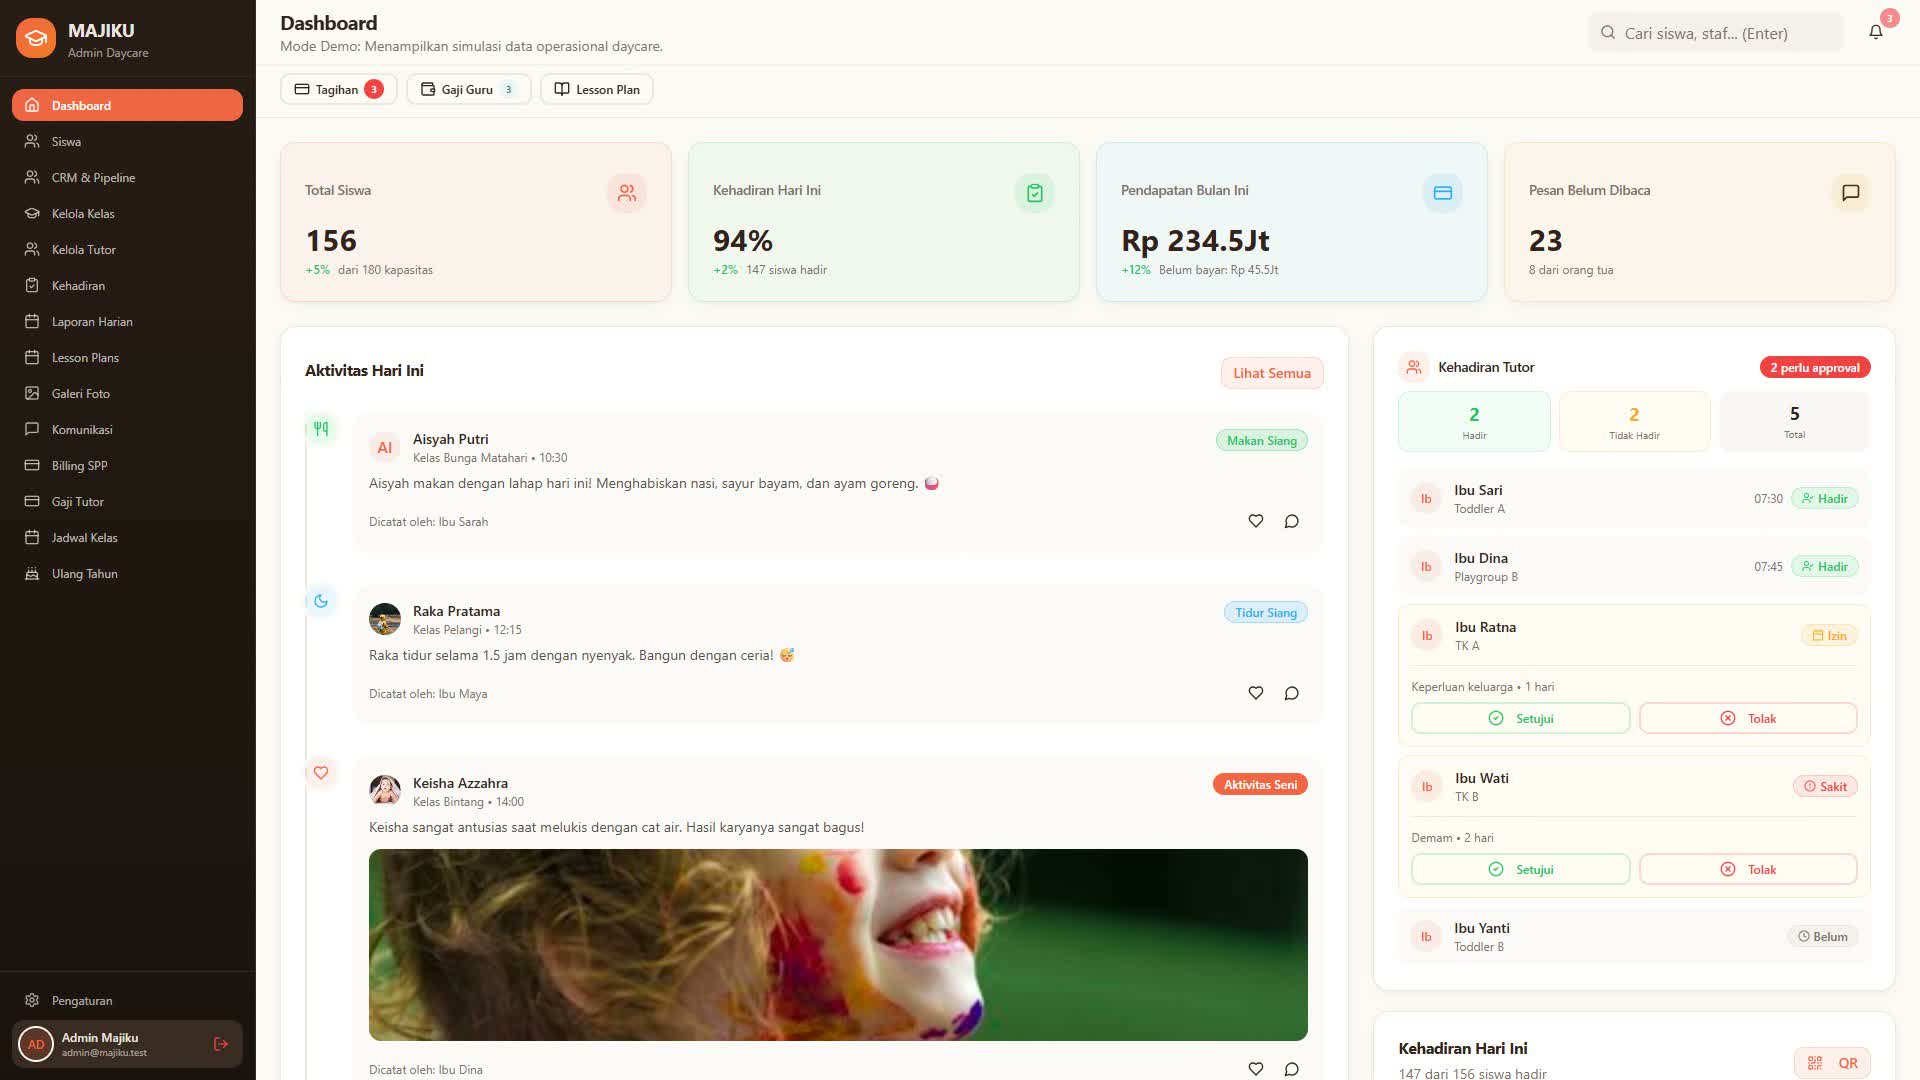 MAJIKU
Admin Daycare
Dashboard
Siswa
CRM & Pipeline
Kelola Kelas
Kelola Tutor
Kehadiran
Laporan Harian
Lesson Plans
Galeri Foto
Komunikasi
Billing SPP
Gaji Tutor
Jadwal Kelas
Ulang Tahun
Pengaturan
AD
Admin Majiku
admin@majiku.test
Dashboard
Mode Demo: Menampilkan simulasi data operasional daycare.
Cari siswa, staf... (Enter)
3
Tagihan 3
Gaji Guru 3
Lesson Plan
Total Siswa
156
+5% dari 180 kapasitas
Kehadiran Hari Ini
94%
+2% 147 siswa hadir
Pendapatan Bulan Ini
Rp 234.5Jt
+12% Belum bayar: Rp 45.5Jt
Pesan Belum Dibaca
23
8 dari orang tua
Aktivitas Hari Ini
Lihat Semua
AI
Aisyah Putri
Kelas Bunga Matahari • 10:30
Makan Siang
Aisyah makan dengan lahap hari ini! Menghabiskan nasi, sayur bayam, dan ayam goreng. 🍚
Dicatat oleh: Ibu Sarah
Raka Pratama
Kelas Pelangi • 12:15
Tidur Siang
Raka tidur selama 1.5 jam dengan nyenyak. Bangun dengan ceria! 😴
Dicatat oleh: Ibu Maya
Keisha Azzahra
Kelas Bintang • 14:00
Aktivitas Seni
Keisha sangat antusias saat melukis dengan cat air. Hasil karyanya sangat bagus!
Dicatat oleh: Ibu Dina
Kehadiran Tutor
2 perlu approval
2
Hadir
2
Tidak Hadir
5
Total
Ib
Ibu Sari
Toddler A
07:30
Hadir
Ib
Ibu Dina
Playgroup B
07:45
Hadir
Ib
Ibu Ratna
TK A
Izin
Keperluan keluarga • 1 hari
Setujui
Tolak
Ib
Ibu Wati
TK B
Sakit
Demam • 2 hari
Setujui
Tolak
Ib
Ibu Yanti
Toddler B
Belum
Kehadiran Hari Ini
147 dari 156 siswa hadir
QR